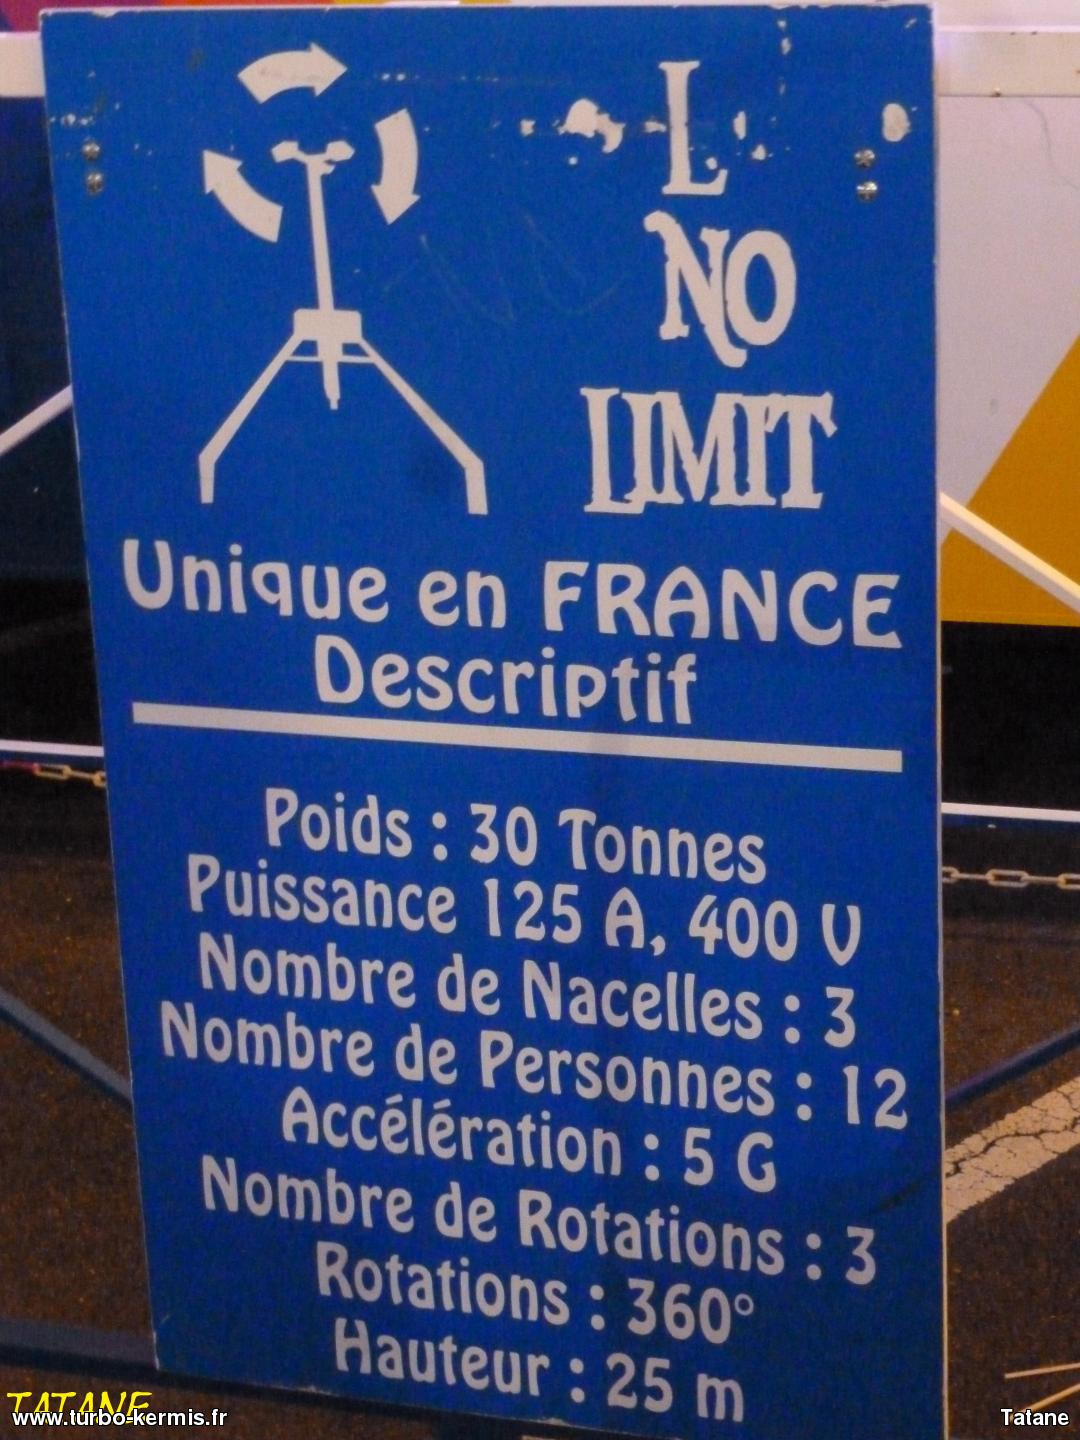 L
NO
LIMIT
Unique en FRANCE
Descriptif
Poids : 30 Tonnes
Puissance 125 A, 400 V
Nombre de Nacelles : 3
Nombre de Personnes : 12
Accélération : 5 G
Nombre de Rotations : 3
Rotations : 360°
Hauteur : 25 m
TATANE
www.turbo-kermis.fr
Tatane